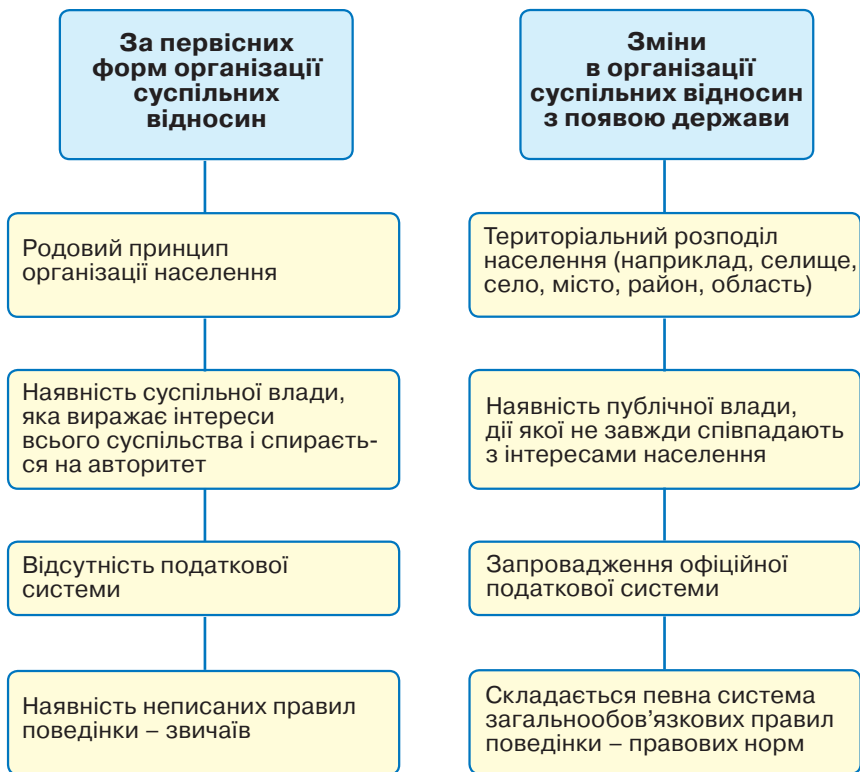 За первісних
форм організації
суспільних
відносин
Родовий принцип
організації населення
Наявність суспільної влади,
яка виражає інтереси
всього суспільства і спираєть-
ся на авторитет
Відсутність податкової
системи
Наявність неписаних правил
поведінки – звичаїв
Зміни
в організації
суспільних відносин
з появою держави
Територіальний розподіл
населення (наприклад, селище,
село, місто, район, область)
Наявність публічної влади,
дії якої не завжди співпадають
з інтересами населення
Запровадження офіційної
податкової системи
Складається певна система
загальнообов’язкових правил
поведінки – правових норм